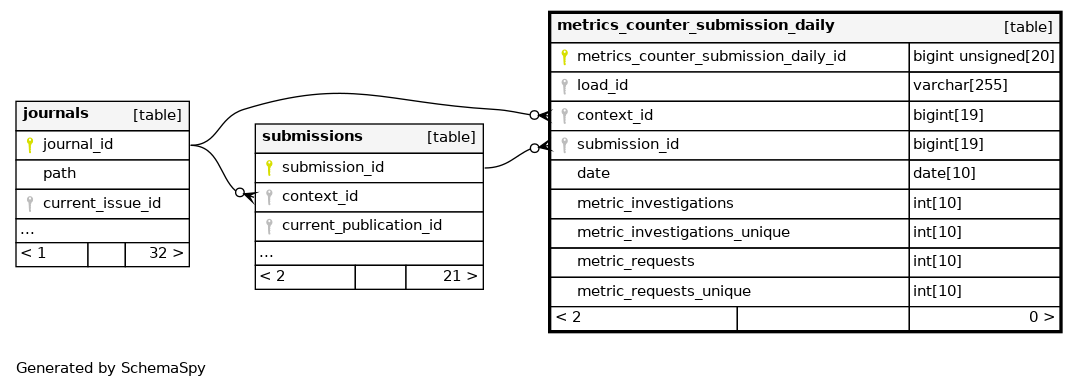 journals [table]
journal_id
path
current_issue_id
...
< 1 32 >
submissions [table]
submission_id
context_id
current_publication_id
...
< 2 21 >
metrics_counter_submission_daily [table]
metrics_counter_submission_daily_id bigint unsigned[20]
load_id varchar[255]
context_id bigint[19]
submission_id bigint[19]
date date[10]
metric_investigations int[10]
metric_investigations_unique int[10]
metric_requests int[10]
metric_requests_unique int[10]
< 2 0 >
Generated by SchemaSpy